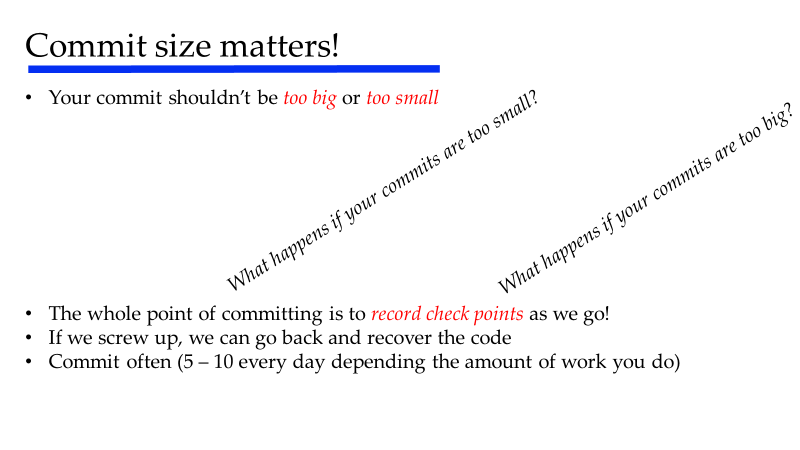 Commit size matters!
• Your commit shouldn't be too big or too small
What happens if your commits are too small?
What happens if your commits are too big?
• The whole point of committing is to record check points as we go!
• If we screw up, we can go back and recover the code
• Commit often (5 – 10 every day depending the amount of work you do)